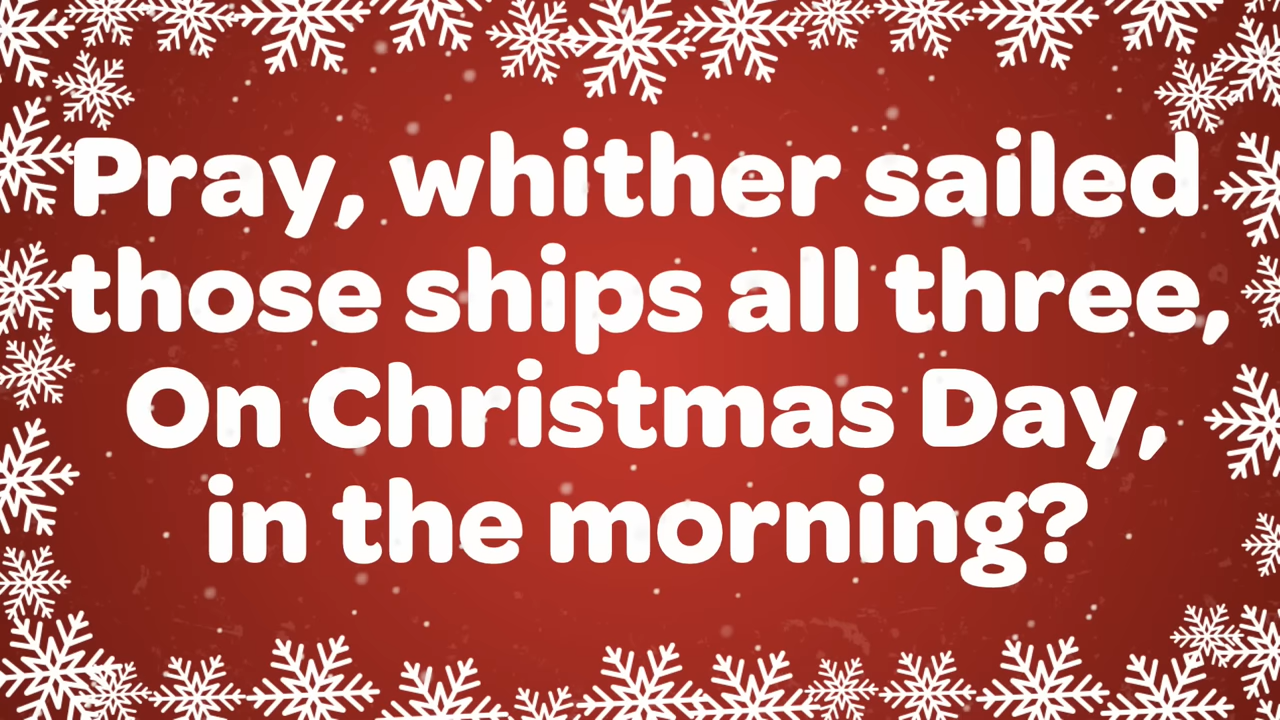 Pray, whither sailed
those ships all three,
On Christmas Day,
in the morning?